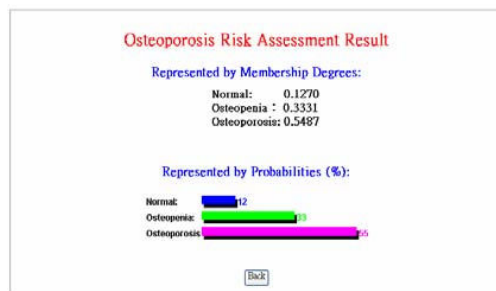 Osteoporosis Risk Assessment Result
Represented by Membership Degrees:
Normal: 0.1270
Osteopenia : 0.3331
Osteoporosis: 0.5487
Represented by Probabilities (%):
Normal: 12
Osteopenia: 33
Osteoporosis 55
Back